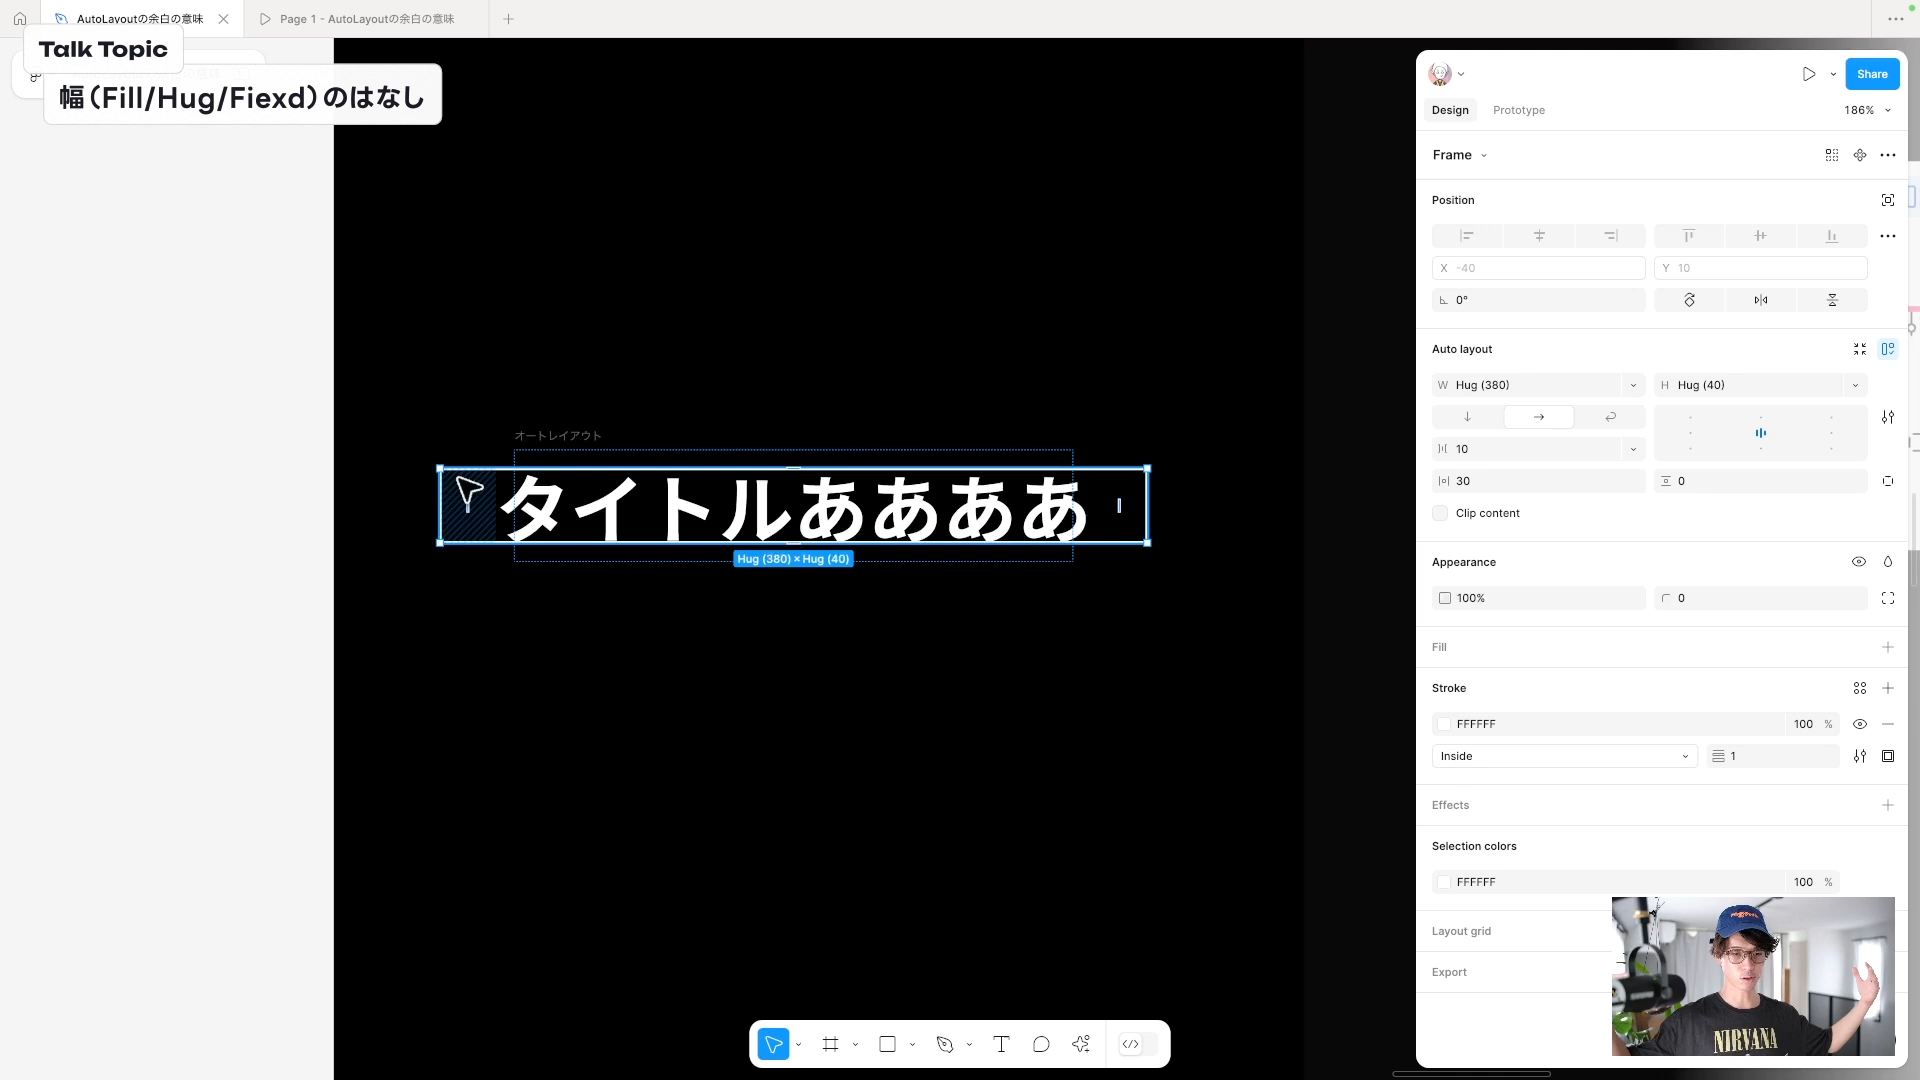 AutoLayoutの余白の意味
Page 1 - AutoLayoutの余白の意味
Talk Topic
幅（Fill/Hug/Fiexd）のはなし
Share
Design
Prototype
186%
Frame
Position
X -40
Y 10
0°
Auto layout
W Hug (380)
H Hug (40)
10
30
0
Clip content
Appearance
100%
0
Fill
Stroke
FFFFFF 100 %
Inside
1
Effects
Selection colors
FFFFFF 100 %
Layout grid
Export
オートレイアウト
タイトルああああ
Hug (380) × Hug (40)
NIRVANA